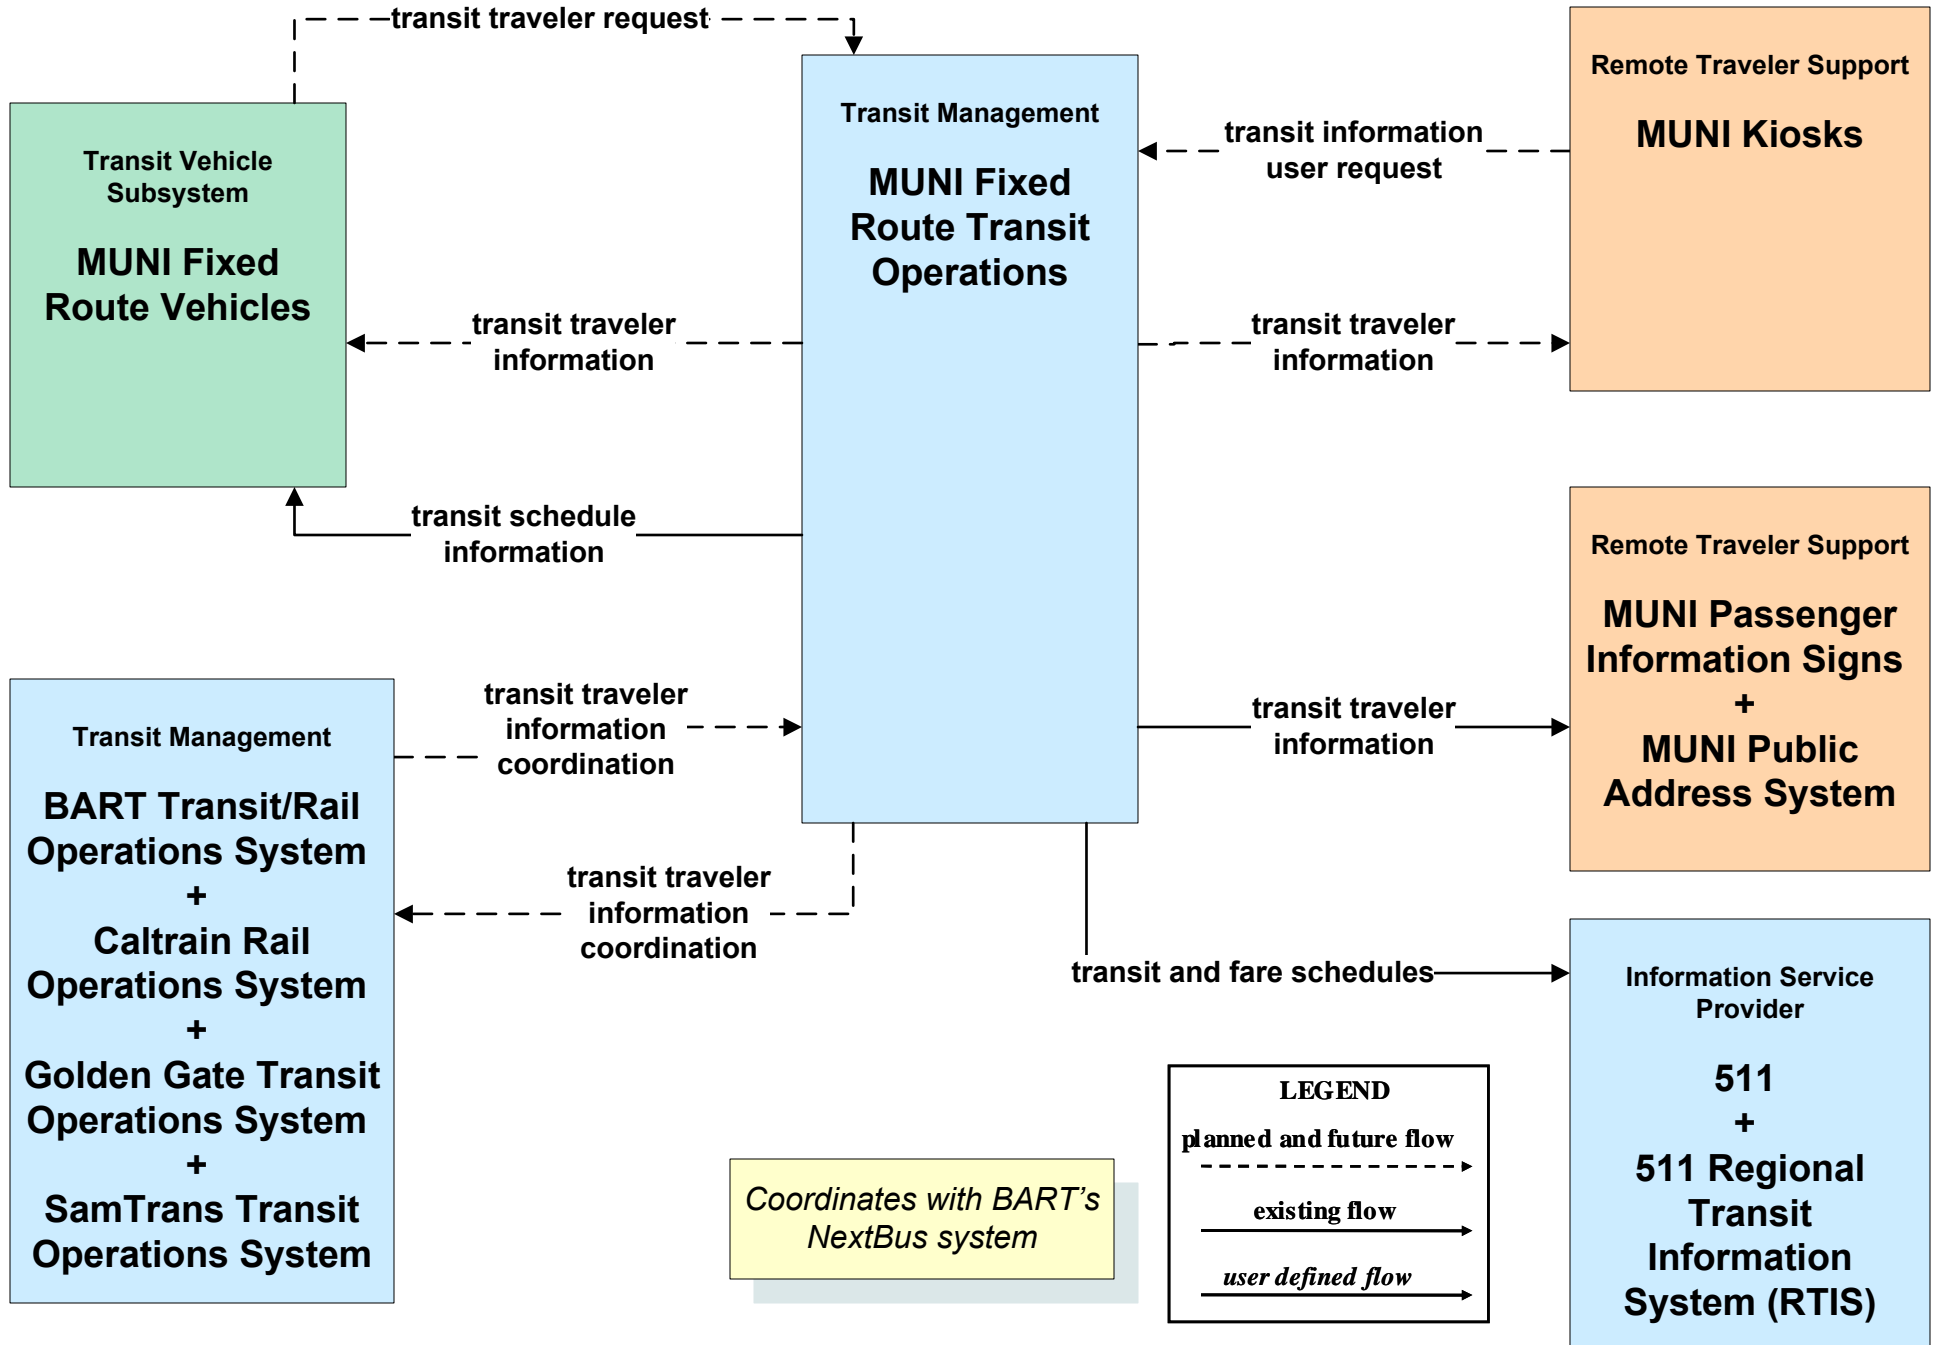 transit traveler request
Transit Vehicle
Subsystem
MUNI Fixed
Route Vehicles
Transit Management
MUNI Fixed
Route Transit
Operations
Remote Traveler Support
MUNI Kiosks
transit information
user request
transit traveler
information
transit traveler
information
transit schedule
information
Remote Traveler Support
MUNI Passenger
Information Signs
+
MUNI Public
Address System
transit traveler
information
Transit Management
BART Transit/Rail
Operations System
+
Caltrain Rail
Operations System
+
Golden Gate Transit
Operations System
+
SamTrans Transit
Operations System
transit traveler
information
coordination
transit traveler
information
coordination
transit and fare schedules
Information Service
Provider
511
+
511 Regional
Transit
Information
System (RTIS)
Coordinates with BART’s
NextBus system
LEGEND
planned and future flow
existing flow
user defined flow